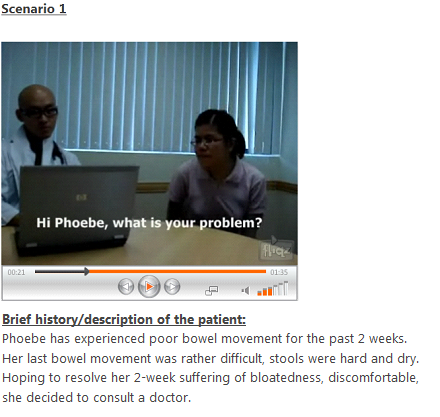 Scenario 1
hp
Hi Phoebe, what is your problem?
00:21
01:35
Brief history/description of the patient:
Phoebe has experienced poor bowel movement for the past 2 weeks.
Her last bowel movement was rather difficult, stools were hard and dry.
Hoping to resolve her 2-week suffering of bloatedness, discomfortable,
she decided to consult a doctor.